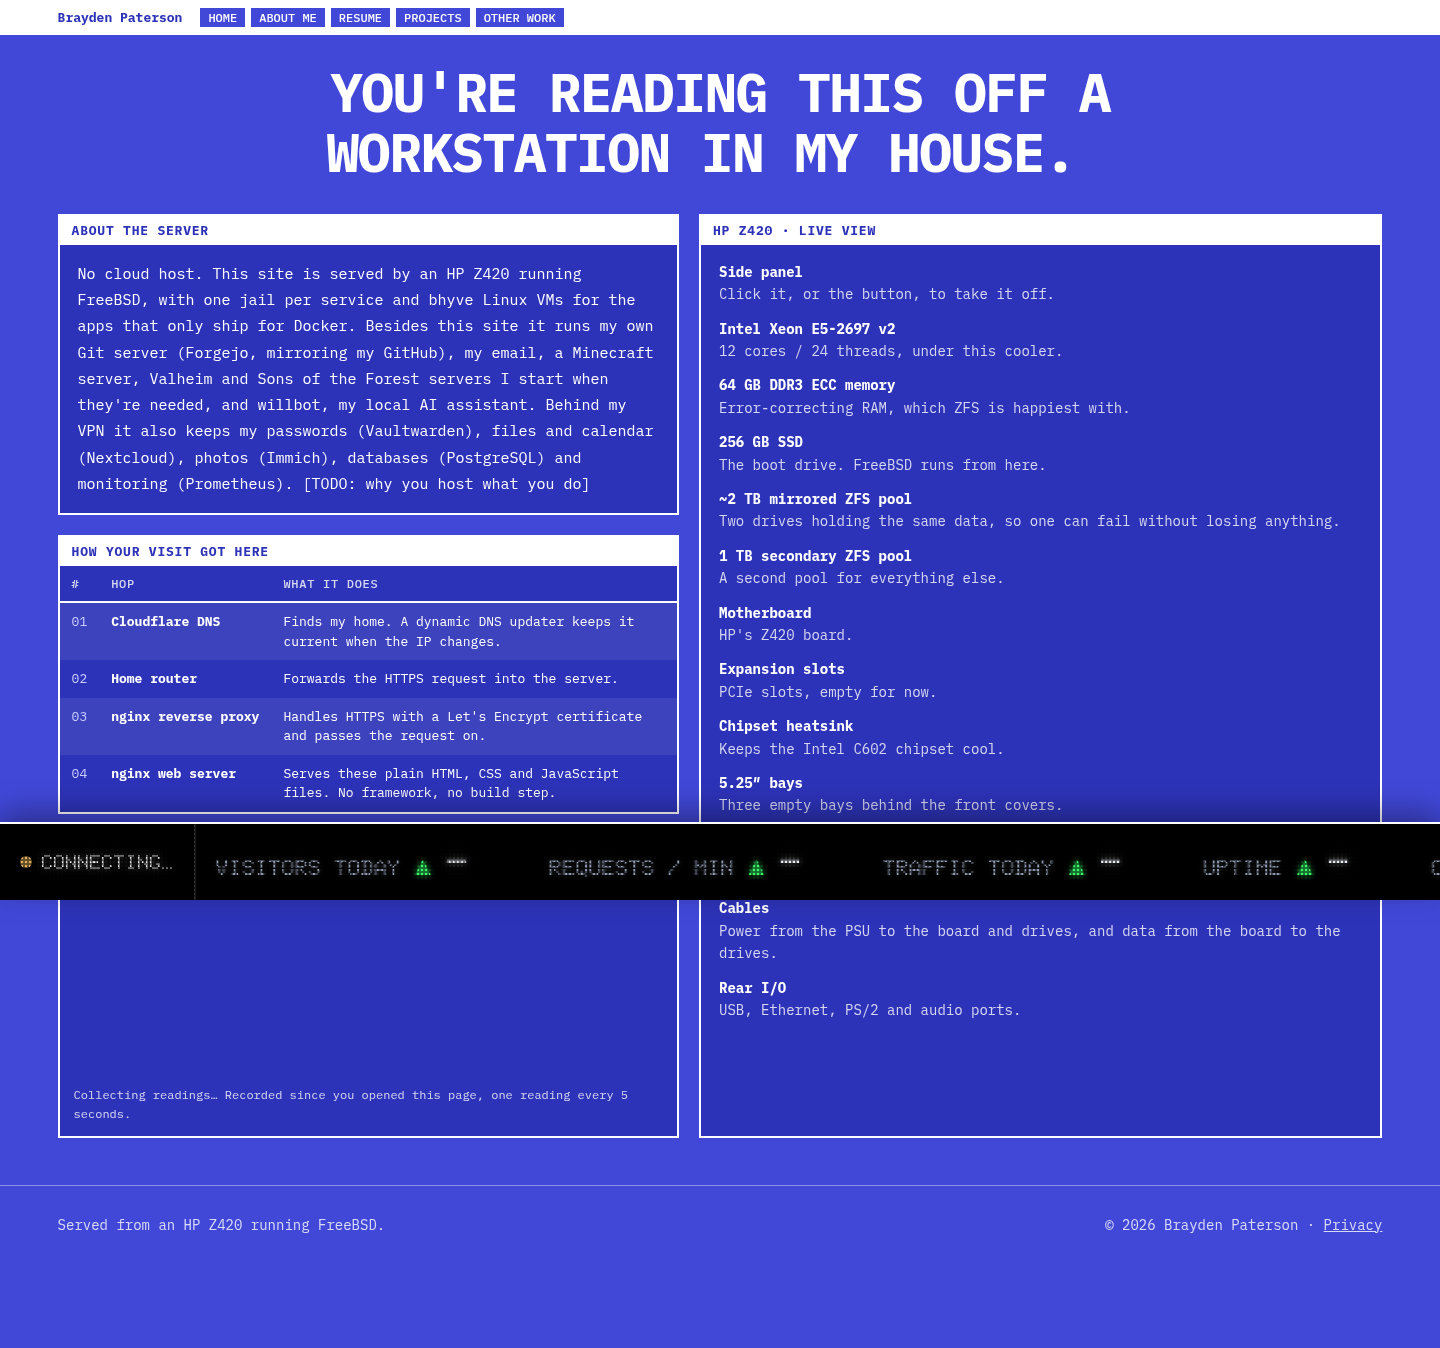 Brayden Paterson HOME ABOUT ME RESUME PROJECTS OTHER WORK
YOU'RE READING THIS OFF A
WORKSTATION IN MY HOUSE.
ABOUT THE SERVER
No cloud host. This site is served by an HP Z420 running
FreeBSD, with one jail per service and bhyve Linux VMs for the
apps that only ship for Docker. Besides this site it runs my own
Git server (Forgejo, mirroring my GitHub), my email, a Minecraft
server, Valheim and Sons of the Forest servers I start when
they're needed, and willbot, my local AI assistant. Behind my
VPN it also keeps my passwords (Vaultwarden), files and calendar
(Nextcloud), photos (Immich), databases (PostgreSQL) and
monitoring (Prometheus). [TODO: why you host what you do]
HOW YOUR VISIT GOT HERE
# HOP WHAT IT DOES
01 Cloudflare DNS Finds my home. A dynamic DNS updater keeps it
current when the IP changes.
02 Home router Forwards the HTTPS request into the server.
03 nginx reverse proxy Handles HTTPS with a Let's Encrypt certificate
and passes the request on.
04 nginx web server Serves these plain HTML, CSS and JavaScript
files. No framework, no build step.
HP Z420 · LIVE VIEW
Side panel
Click it, or the button, to take it off.
Intel Xeon E5-2697 v2
12 cores / 24 threads, under this cooler.
64 GB DDR3 ECC memory
Error-correcting RAM, which ZFS is happiest with.
256 GB SSD
The boot drive. FreeBSD runs from here.
~2 TB mirrored ZFS pool
Two drives holding the same data, so one can fail without losing anything.
1 TB secondary ZFS pool
A second pool for everything else.
Motherboard
HP's Z420 board.
Expansion slots
PCIe slots, empty for now.
Chipset heatsink
Keeps the Intel C602 chipset cool.
5.25″ bays
Three empty bays behind the front covers.
CONNECTING… VISITORS TODAY ▲ REQUESTS / MIN ▲ TRAFFIC TODAY ▲ UPTIME ▲
Cables
Power from the PSU to the board and drives, and data from the board to the
drives.
Rear I/O
USB, Ethernet, PS/2 and audio ports.
Collecting readings… Recorded since you opened this page, one reading every 5
seconds.
Served from an HP Z420 running FreeBSD.
© 2026 Brayden Paterson · Privacy